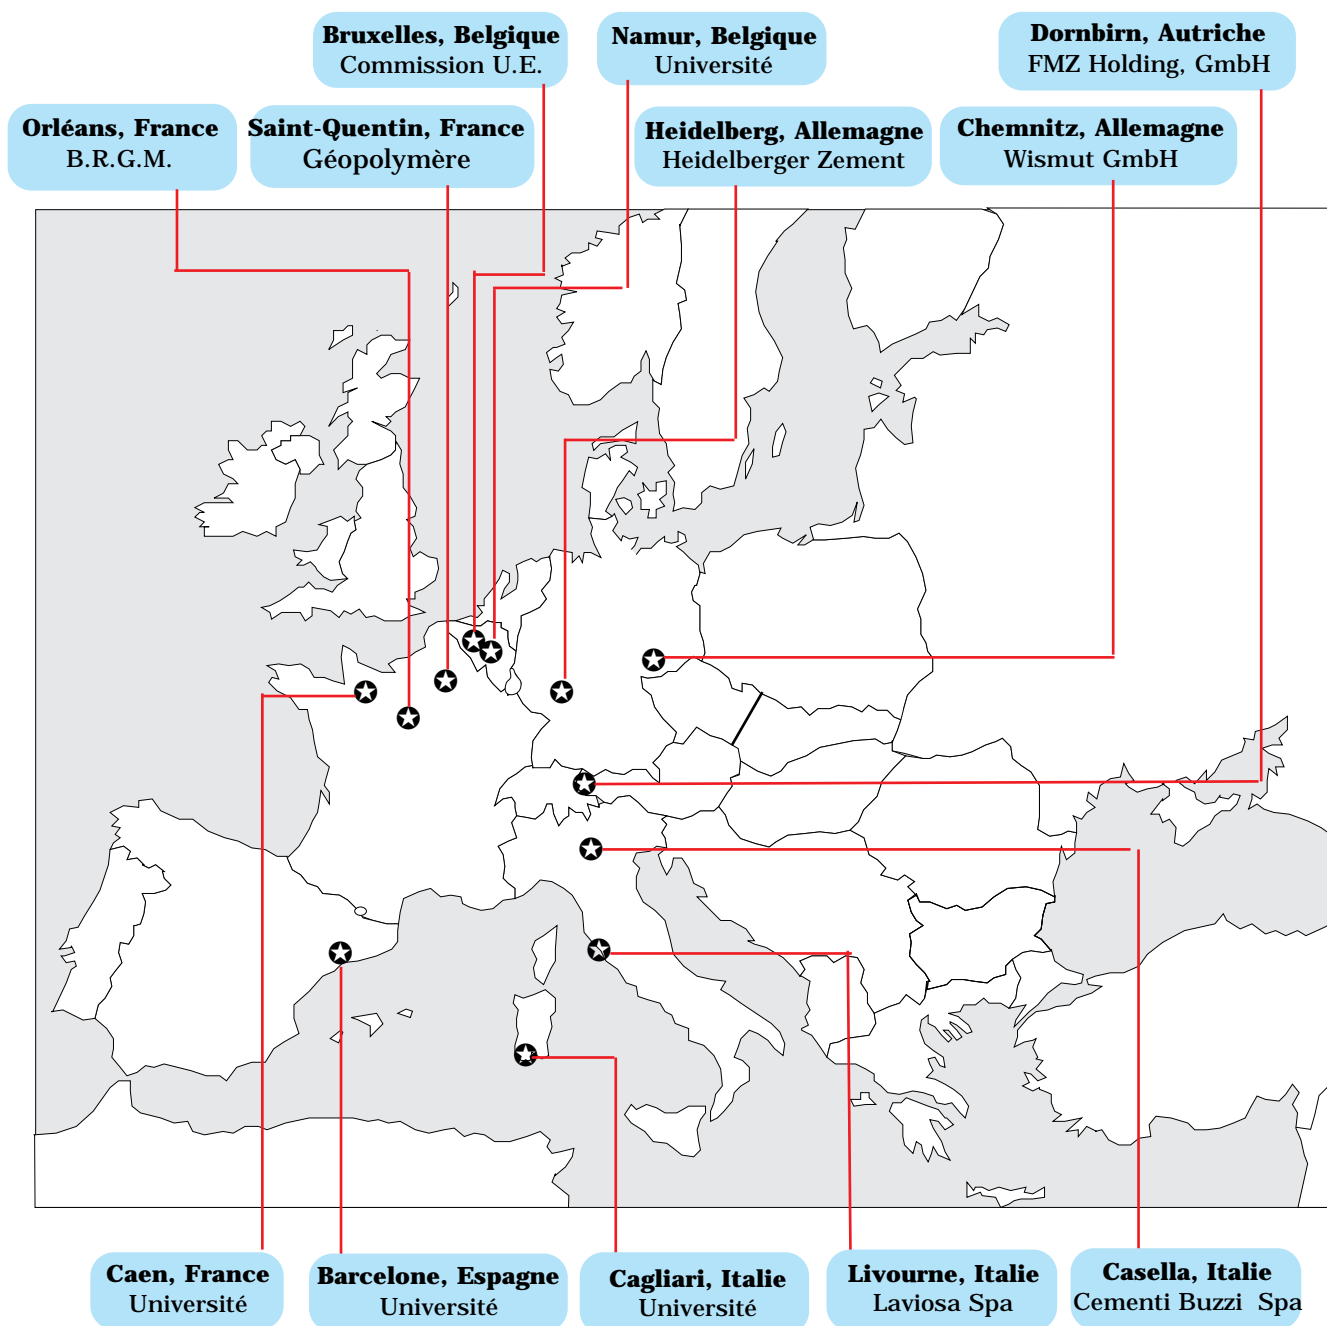 Bruxelles, Belgique
Commission U.E.
Namur, Belgique
Université
Dornbirn, Autriche
FMZ Holding, GmbH
Orléans, France
B.R.G.M.
Saint-Quentin, France
Géopolymère
Heidelberg, Allemagne
Heidelberger Zement
Chemnitz, Allemagne
Wismut GmbH
Caen, France
Université
Barcelone, Espagne
Université
Cagliari, Italie
Université
Livourne, Italie
Laviosa Spa
Casella, Italie
Cementi Buzzi Spa